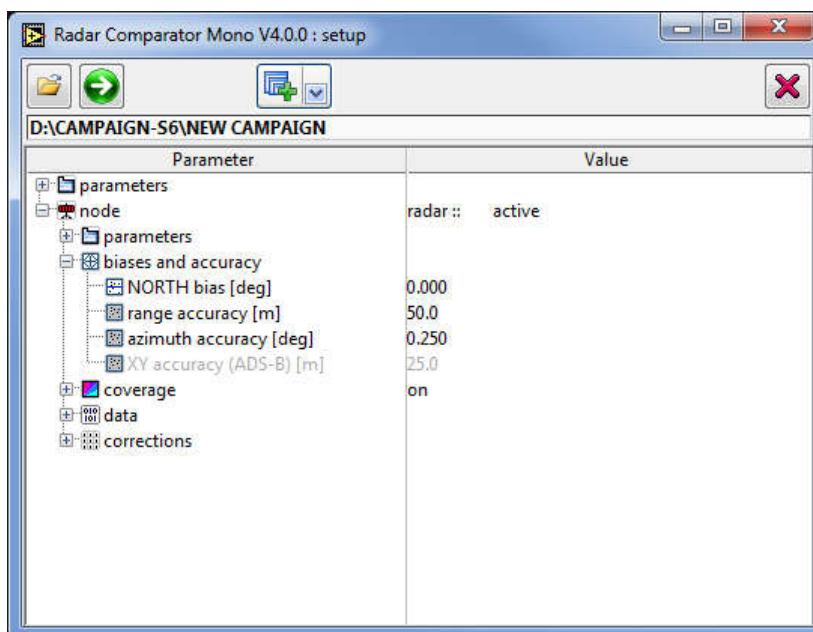 Radar Comparator Mono V4.0.0 : setup
D:\CAMPAIGN-S6\NEW CAMPAIGN
Parameter Value
parameters
node radar :: active
parameters
biases and accuracy
NORTH bias [deg] 0.000
range accuracy [m] 50.0
azimuth accuracy [deg] 0.250
XY accuracy (ADS-B) [m] 25.0
coverage on
data
corrections